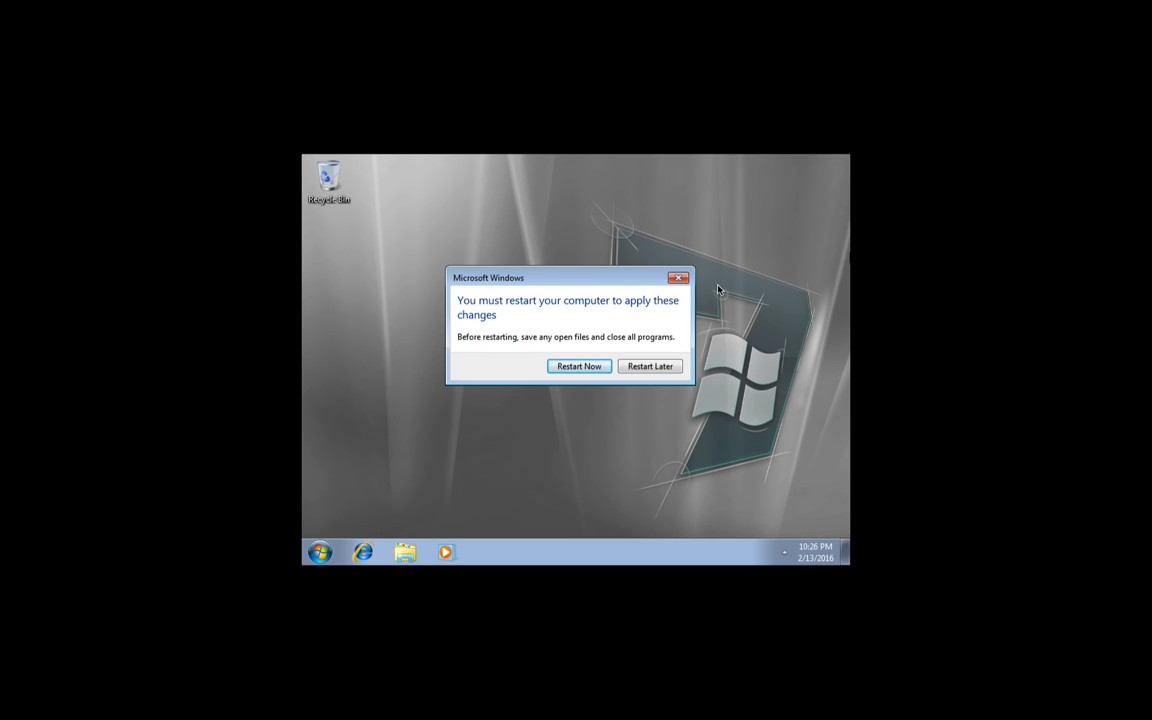 Recycle Bin
Microsoft Windows
You must restart your computer to apply these
changes
Before restarting, save any open files and close all programs.
Restart Now
Restart Later
10:26 PM
2/13/2016